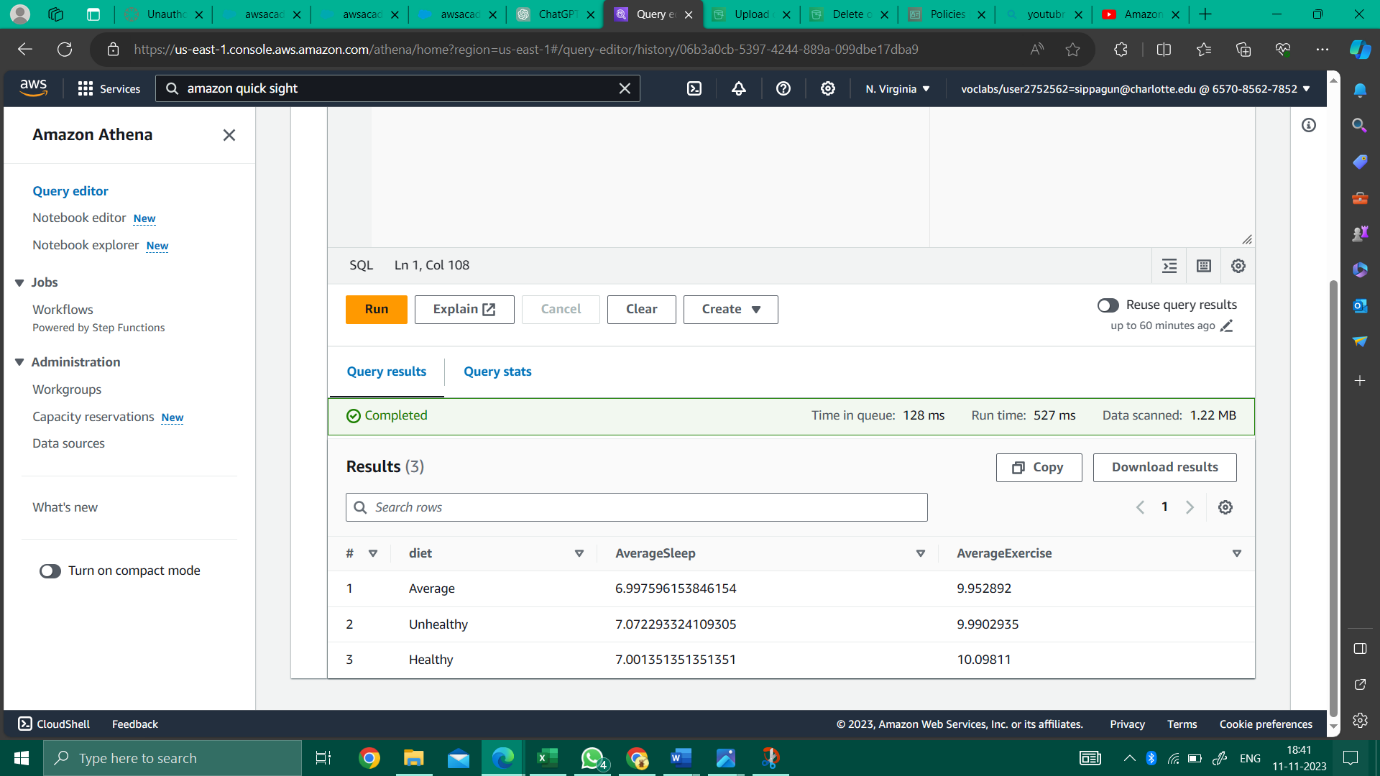 Unautho
awsacad
awsacad
awsacad
ChatGPT
Query e
Upload
Delete o
Policies
youtube
Amazon
https://us-east-1.console.aws.amazon.com/athena/home?region=us-east-1#/query-editor/history/06b3a0cb-5397-4244-889a-099dbe17dba9
aws
Services
amazon quick sight
N. Virginia
voclabs/user2752562=sippagun@charlotte.edu @ 6570-8562-7852
Amazon Athena
Query editor
Notebook editor New
Notebook explorer New
Jobs
Workflows
Powered by Step Functions
Administration
Workgroups
Capacity reservations New
Data sources
What's new
Turn on compact mode
SQL Ln 1, Col 108
Run Explain Cancel Clear Create
Reuse query results
up to 60 minutes ago
Query results Query stats
Completed Time in queue: 128 ms Run time: 527 ms Data scanned: 1.22 MB
Results (3) Copy Download results
Search rows 1
# diet AverageSleep AverageExercise
1 Average 6.997596153846154 9.952892
2 Unhealthy 7.072293324109305 9.9902935
3 Healthy 7.001351351351351 10.09811
CloudShell Feedback © 2023, Amazon Web Services, Inc. or its affiliates. Privacy Terms Cookie preferences
Type here to search
4
ENG
18:41
11-11-2023